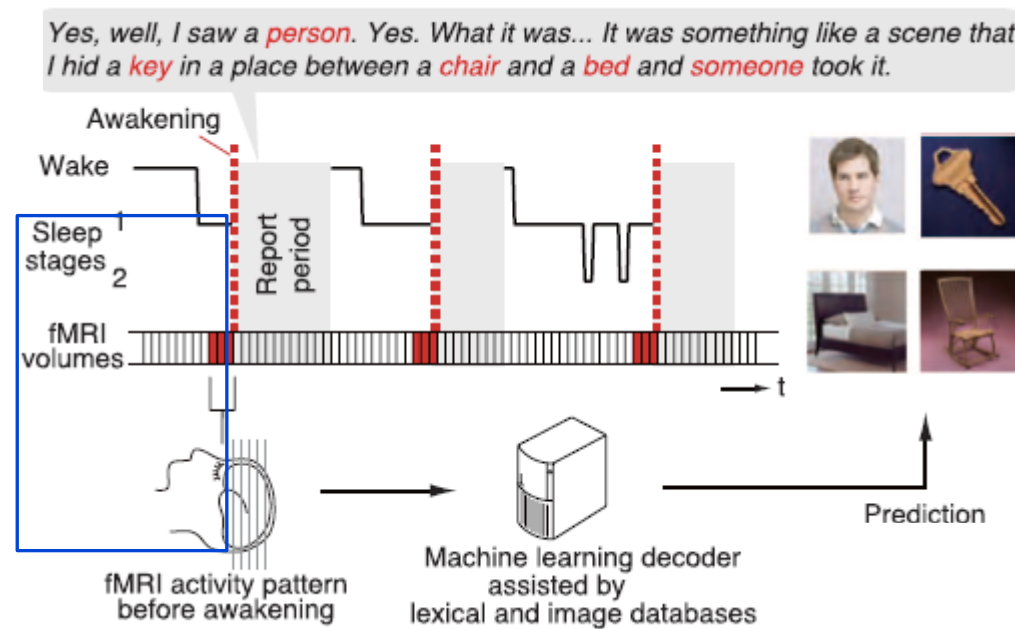 Yes, well, I saw a person. Yes. What it was... It was something like a scene that
I hid a key in a place between a chair and a bed and someone took it.
Awakening
Wake
Sleep 1
stages 2
Report
period
fMRI
volumes
t
Prediction
fMRI activity pattern
before awakening
Machine learning decoder
assisted by
lexical and image databases